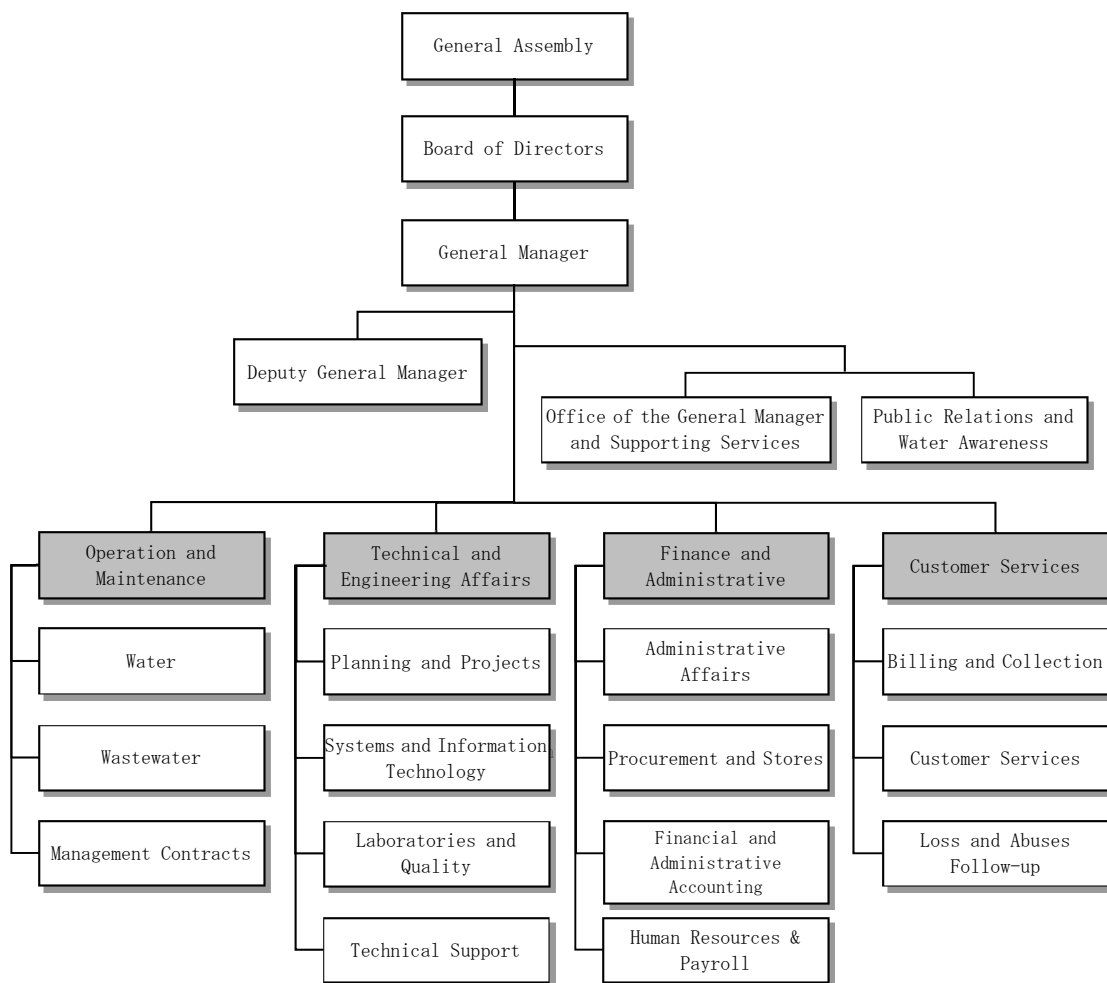 General Assembly
Board of Directors
General Manager
Deputy General Manager
Office of the General Manager
and Supporting Services
Public Relations and
Water Awareness
Operation and
Maintenance
Water
Wastewater
Management Contracts
Technical and
Engineering Affairs
Planning and Projects
Systems and Information
Technology
Laboratories and
Quality
Technical Support
Finance and
Administrative
Administrative
Affairs
Procurement and Stores
Financial and
Administrative
Accounting
Human Resources &
Payroll
Customer Services
Billing and Collection
Customer Services
Loss and Abuses
Follow-up